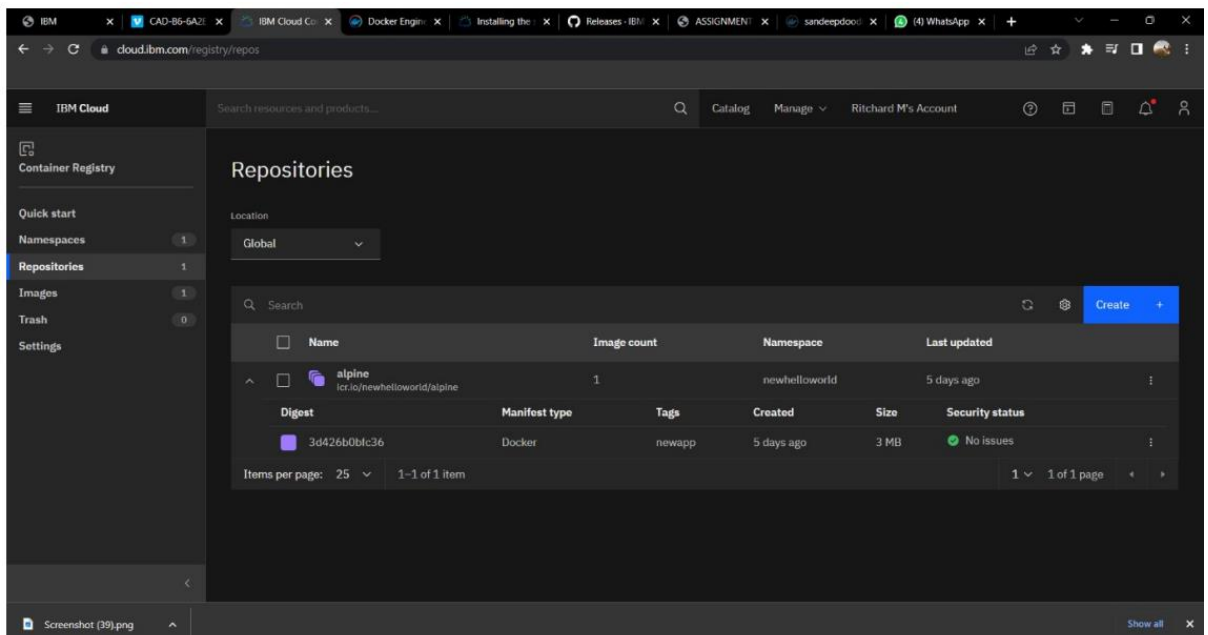 IBM CAD-B6-6A2E IBM Cloud Co Docker Engine Installing the s Releases · IBM ASSIGNMENT sandeepdood (4) WhatsApp
cloud.ibm.com/registry/repos
IBM Cloud Search resources and products... Catalog Manage Ritchard M's Account
Container Registry
Repositories
Quick start
Location
Namespaces 1
Global
Repositories 1
Images 1
Search Create +
Trash 0
Settings
Name Image count Namespace Last updated
alpine 1 newhelloworld 5 days ago
icr.io/newhelloworld/alpine
Digest Manifest type Tags Created Size Security status
3d426b0bfc36 Docker newapp 5 days ago 3 MB No issues
Items per page: 25 1–1 of 1 item 1 1 of 1 page
Screenshot (39).png Show all